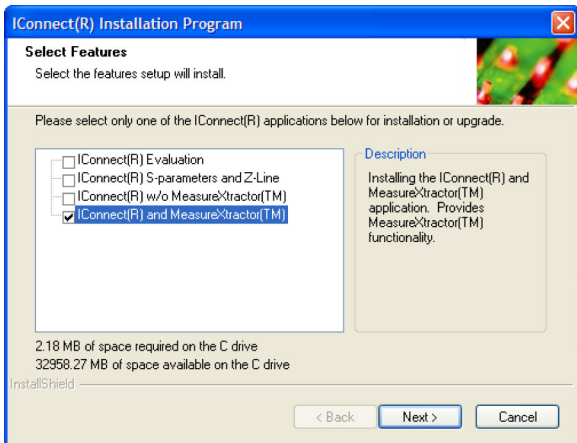 IConnect(R) Installation Program
Select Features
Select the features setup will install.
Please select only one of the IConnect(R) applications below for installation or upgrade.
IConnect(R) Evaluation
IConnect(R) S-parameters and Z-Line
IConnect(R) w/o MeasureXtractor(TM)
IConnect(R) and MeasureXtractor(TM)
Description
Installing the IConnect(R) and
MeasureXtractor(TM)
application. Provides
MeasureXtractor(TM)
functionality.
2.18 MB of space required on the C drive
32958.27 MB of space available on the C drive
InstallShield
< Back
Next >
Cancel